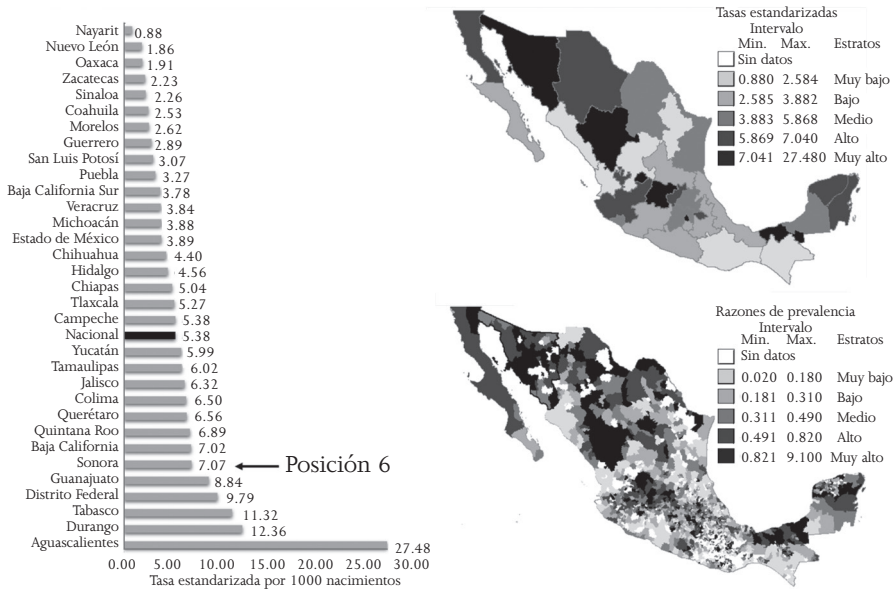 Nayarit 0.88
Nuevo León 1.86
Oaxaca 1.91
Zacatecas 2.23
Sinaloa 2.26
Coahuila 2.53
Morelos 2.62
Guerrero 2.89
San Luis Potosí 3.07
Puebla 3.27
Baja California Sur 3.78
Veracruz 3.84
Michoacán 3.88
Estado de México 3.89
Chihuahua 4.40
Hidalgo 4.56
Chiapas 5.04
Tlaxcala 5.27
Campeche 5.38
Nacional 5.38
Yucatán 5.99
Tamaulipas 6.02
Jalisco 6.32
Colima 6.50
Querétaro 6.56
Quintana Roo 6.89
Baja California 7.02
Sonora 7.07 Posición 6
Guanajuato 8.84
Distrito Federal 9.79
Tabasco 11.32
Durango 12.36
Aguascalientes 27.48
0.00 5.00 10.00 15.00 20.00 25.00 30.00
Tasa estandarizada por 1000 nacimientos
Tasas estandarizadas
Intervalo
Min. Max. Estratos
Sin datos
0.880 2.584 Muy bajo
2.585 3.882 Bajo
3.883 5.868 Medio
5.869 7.040 Alto
7.041 27.480 Muy alto
Razones de prevalencia
Intervalo
Min. Max. Estratos
Sin datos
0.020 0.180 Muy bajo
0.181 0.310 Bajo
0.311 0.490 Medio
0.491 0.820 Alto
0.821 9.100 Muy alto